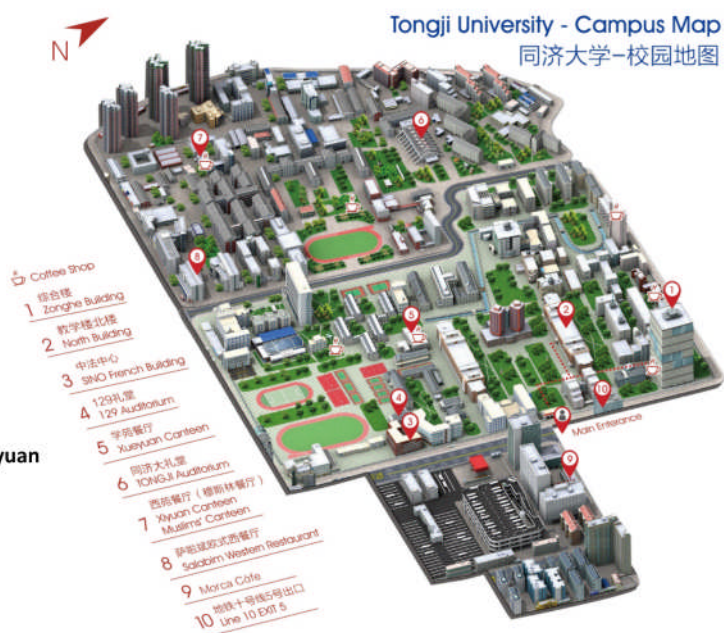 Tongji University - Campus Map
同济大学-校园地图
N
7
6
8
1
5
2
4
3
10
Main Enterance
9
Coffee Shop
1 综合楼
Zonghe Building
2 教学楼北楼
North Building
3 中法中心
SINO French Building
4 129礼堂
129 Auditorium
5 学苑餐厅
Xueyuan Canteen
6 同济大礼堂
YONGJI Auditorium
7 西苑餐厅（穆斯林餐厅）
Xiyuan Canteen
Muslims' Canteen
8 萨哈斌欧式西餐厅
Salabim Western Restaurant
9 Morca Cofe
10 地铁十号线5号出口
Line 10 EXIT 5
yuan